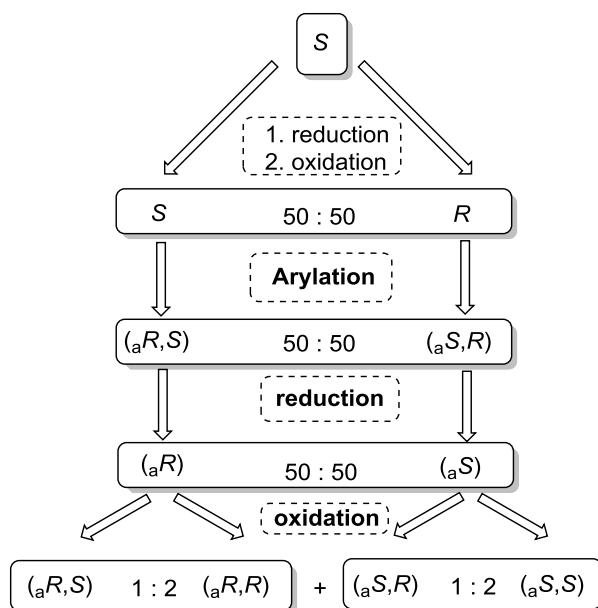 S
1. reduction
2. oxidation
S 50 : 50 R
Arylation
(aR,S) 50 : 50 (aS,R)
reduction
(aR) 50 : 50 (aS)
oxidation
(aR,S) 1 : 2 (aR,R) + (aS,R) 1 : 2 (aS,S)